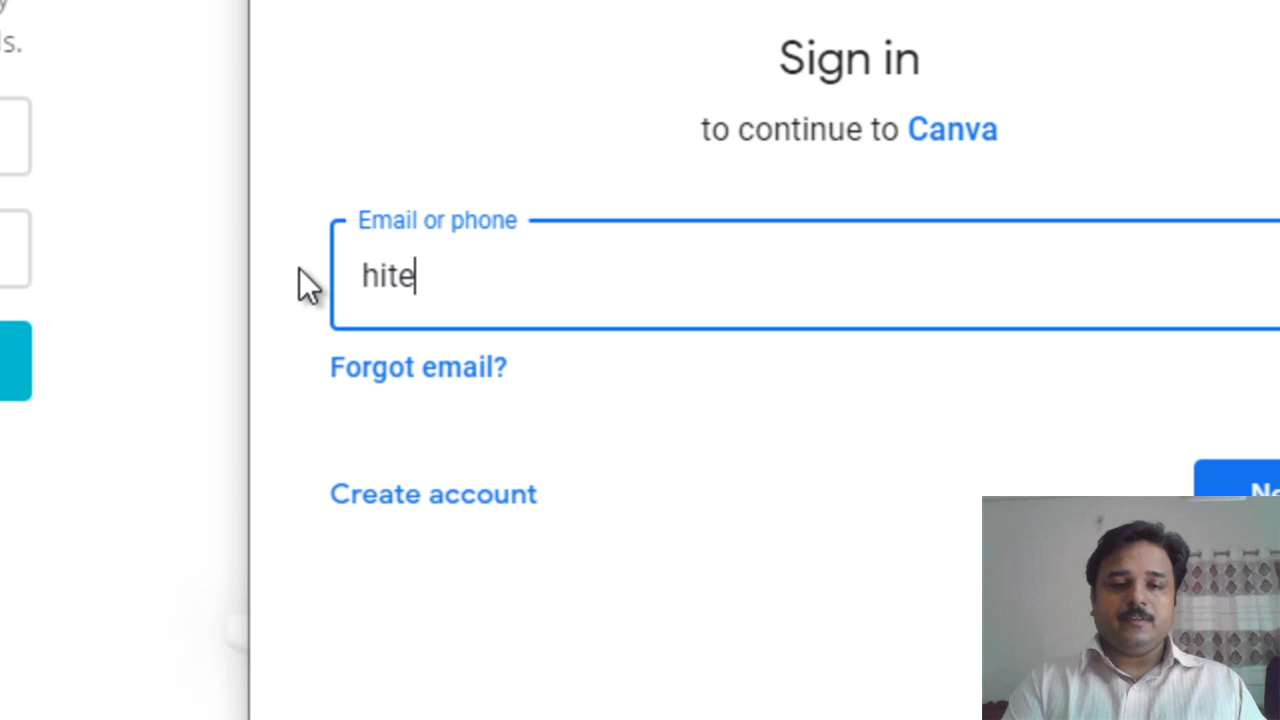 Sign in
to continue to Canva
Email or phone
hite
Forgot email?
Create account